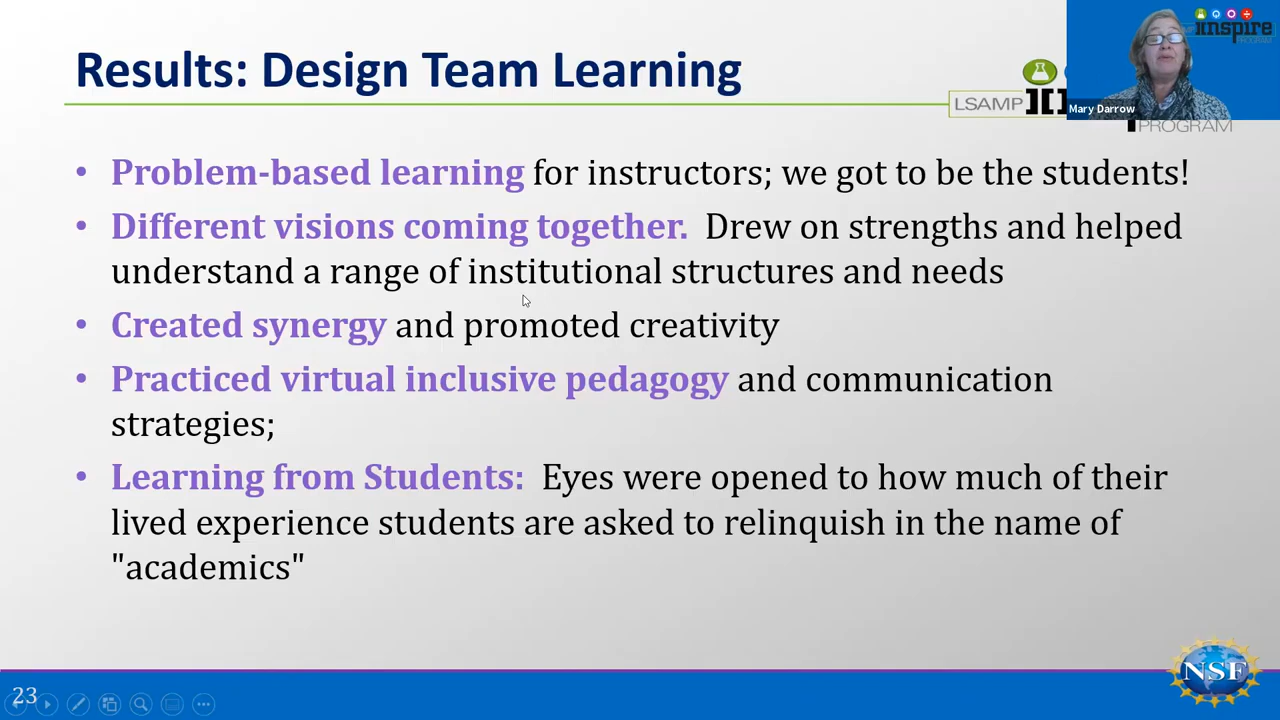 Results: Design Team Learning
inspire
PROGRAM
LSAMP
Mary Darrow
PROGRAM
• Problem-based learning for instructors; we got to be the students!
• Different visions coming together. Drew on strengths and helped
understand a range of institutional structures and needs
• Created synergy and promoted creativity
• Practiced virtual inclusive pedagogy and communication
strategies;
• Learning from Students: Eyes were opened to how much of their
lived experience students are asked to relinquish in the name of
"academics"
NSF
23